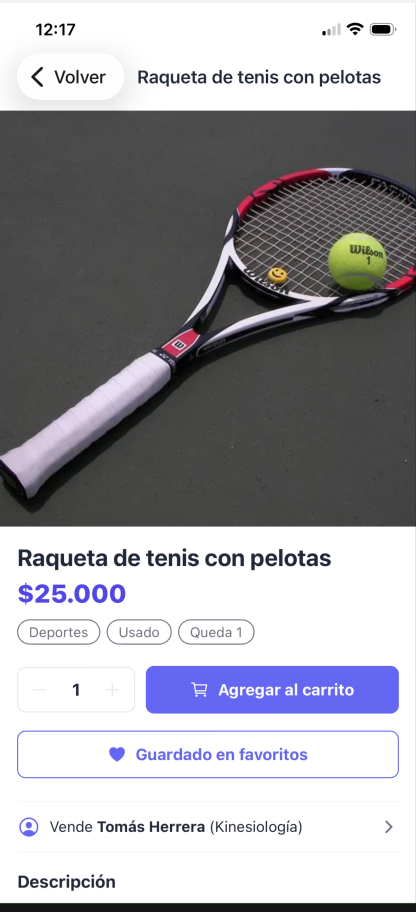 12:17
Volver
Raqueta de tenis con pelotas
Wilson
1
Wilson
W
Raqueta de tenis con pelotas
$25.000
Deportes
Usado
Queda 1
1
Agregar al carrito
Guardado en favoritos
Vende Tomás Herrera (Kinesiología)
Descripción